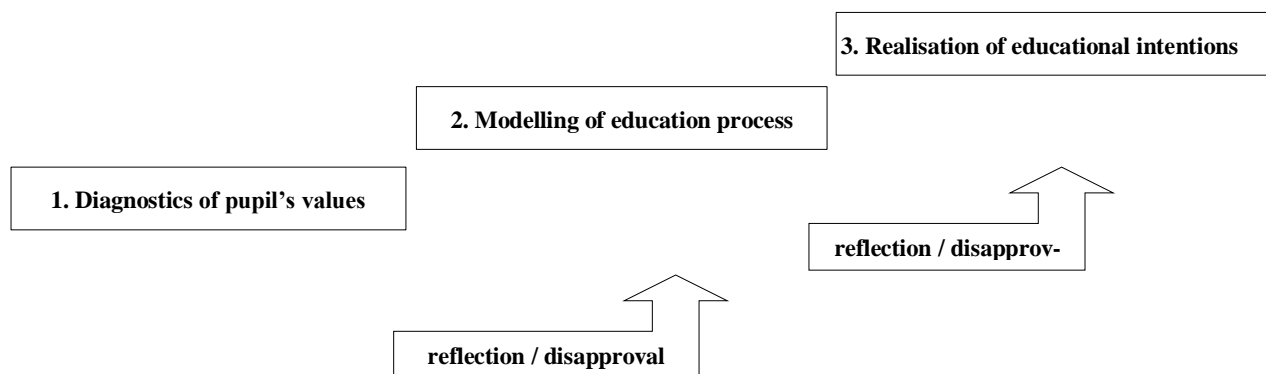 3. Realisation of educational intentions
2. Modelling of education process
1. Diagnostics of pupil’s values
reflection / disapprov-
reflection / disapproval